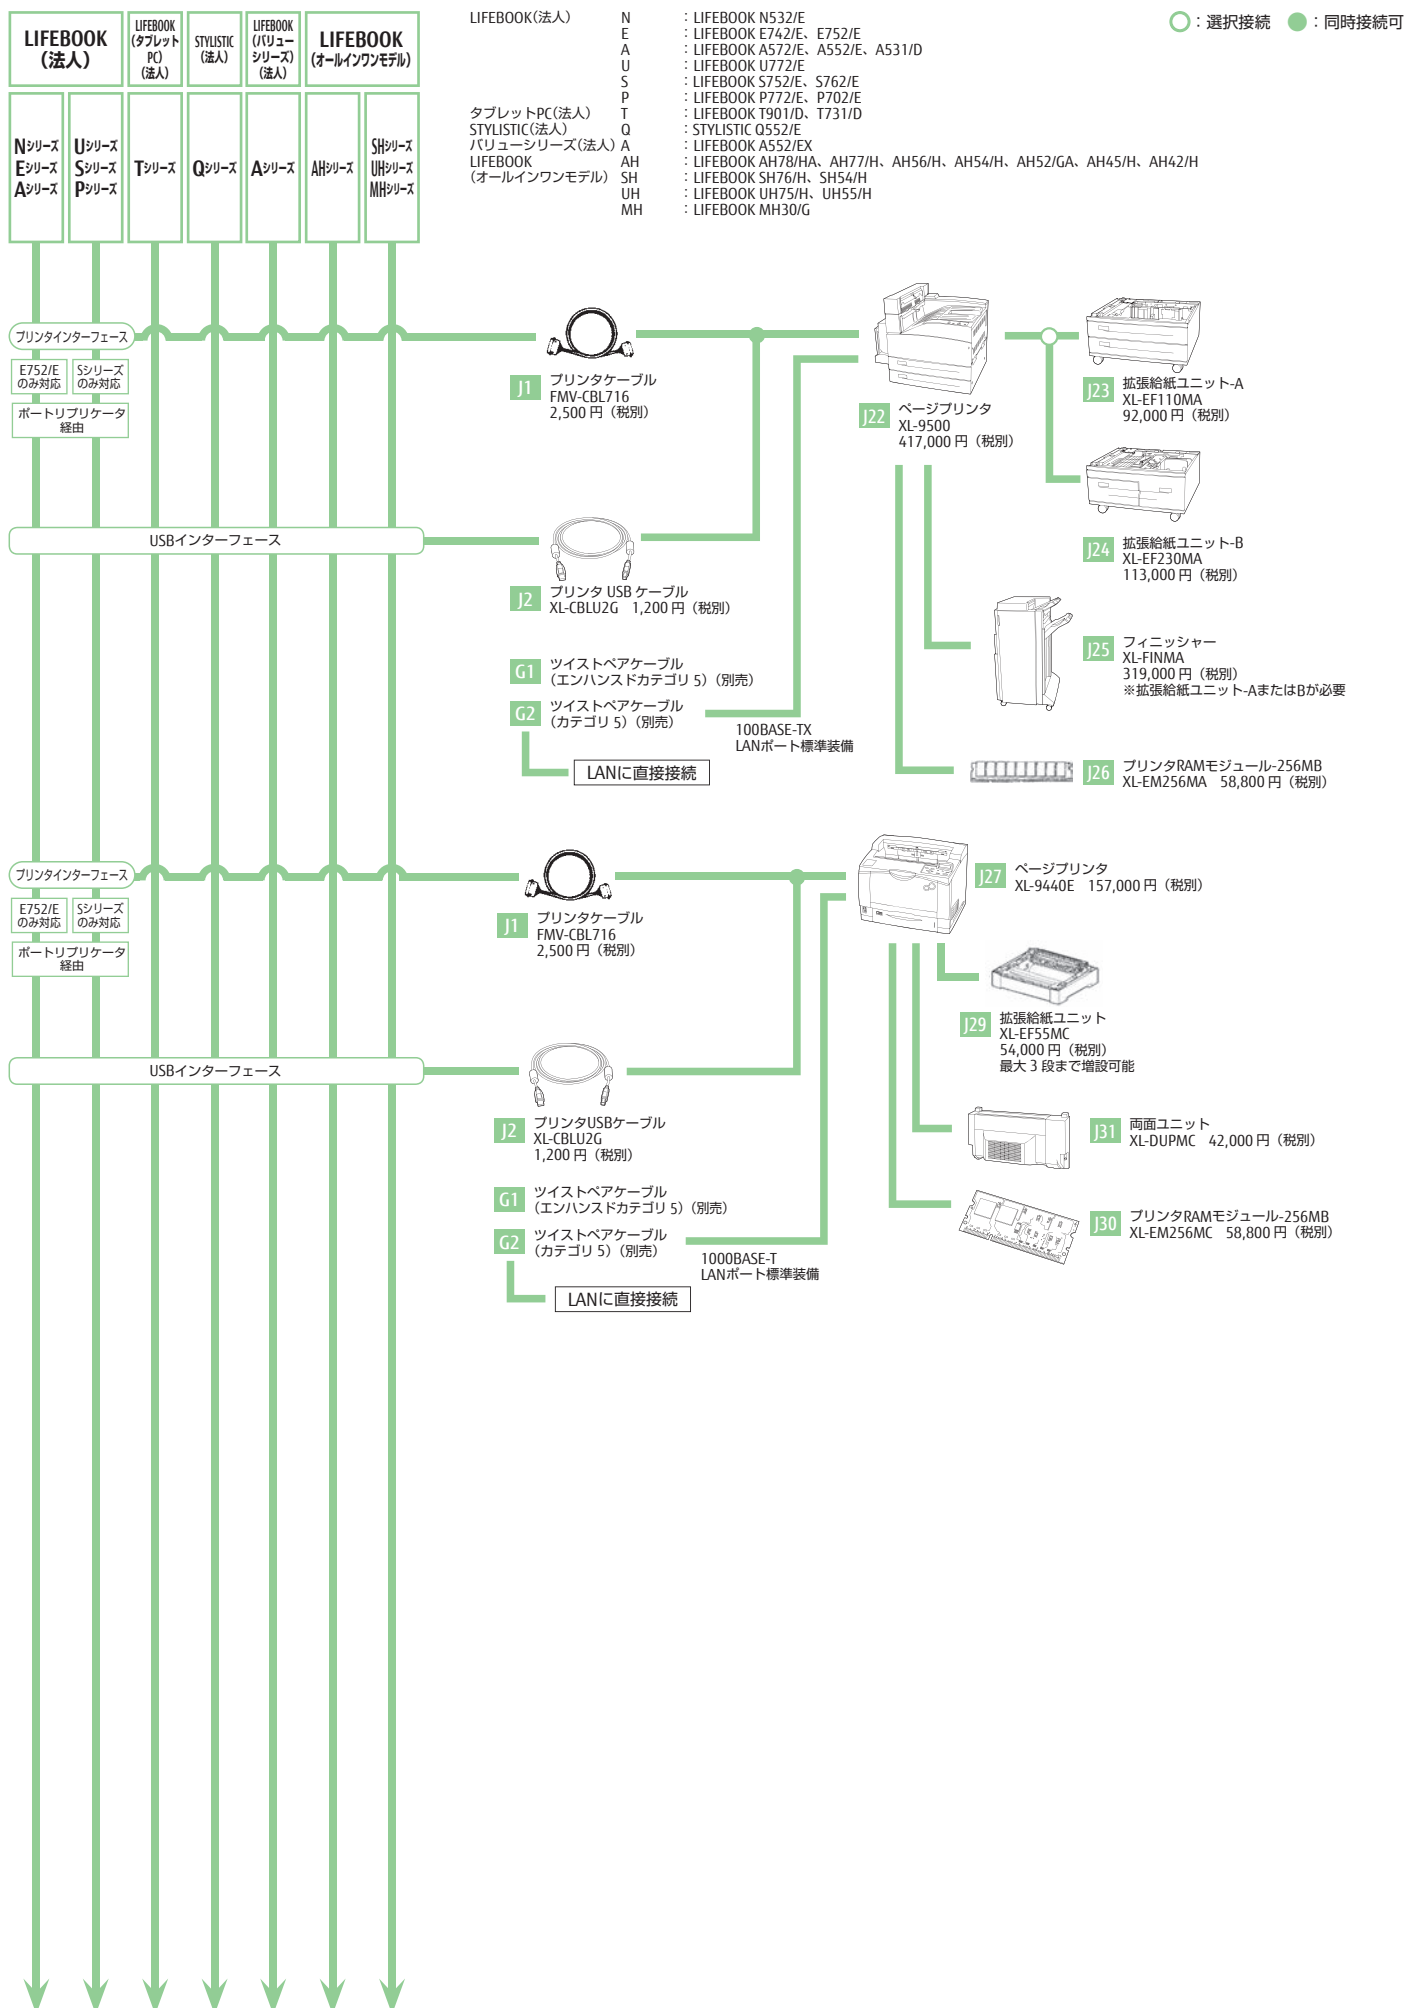 LIFEBOOK
(法人)
LIFEBOOK
(タブレット
PC)
(法人)
STYLISTIC
(法人)
LIFEBOOK
(バリュー
シリーズ)
(法人)
LIFEBOOK
(オールインワンモデル)
Nシリーズ
Eシリーズ
Aシリーズ
Uシリーズ
Sシリーズ
Pシリーズ
Tシリーズ
Qシリーズ
Aシリーズ
AHシリーズ
SHシリーズ
UHシリーズ
MHシリーズ
LIFEBOOK(法人) N : LIFEBOOK N532/E
E : LIFEBOOK E742/E、E752/E
A : LIFEBOOK A572/E、A552/E、A531/D
U : LIFEBOOK U772/E
S : LIFEBOOK S752/E、S762/E
P : LIFEBOOK P772/E、P702/E
タブレットPC(法人) T : LIFEBOOK T901/D、T731/D
STYLISTIC(法人) Q : STYLISTIC Q552/E
バリューシリーズ(法人) A : LIFEBOOK A552/EX
LIFEBOOK AH : LIFEBOOK AH78/HA、AH77/H、AH56/H、AH54/H、AH52/GA、AH45/H、AH42/H
(オールインワンモデル) SH : LIFEBOOK SH76/H、SH54/H
UH : LIFEBOOK UH75/H、UH55/H
MH : LIFEBOOK MH30/G
:選択接続 :同時接続可
プリンタインターフェース
E752/E
のみ対応
Sシリーズ
のみ対応
ポートリプリケータ
経由
J1 プリンタケーブル
FMV-CBL716
2,500円(税別)
J22 ページプリンタ
XL-9500
417,000円(税別)
J23 拡張給紙ユニット-A
XL-EF110MA
92,000円(税別)
J24 拡張給紙ユニット-B
XL-EF230MA
113,000円(税別)
USBインターフェース
J2 プリンタ USB ケーブル
XL-CBLU2G 1,200円(税別)
G1 ツイストペアケーブル
(エンハンスドカテゴリ 5)(別売)
G2 ツイストペアケーブル
(カテゴリ 5)(別売)
100BASE-TX
LANポート標準装備
LANに直接接続
J25 フィニッシャー
XL-FINMA
319,000円(税別)
※拡張給紙ユニット-AまたはBが必要
J26 プリンタRAMモジュール-256MB
XL-EM256MA 58,800円(税別)
プリンタインターフェース
E752/E
のみ対応
Sシリーズ
のみ対応
ポートリプリケータ
経由
J1 プリンタケーブル
FMV-CBL716
2,500円(税別)
J27 ページプリンタ
XL-9440E 157,000円(税別)
J29 拡張給紙ユニット
XL-EF55MC
54,000円(税別)
最大 3 段まで増設可能
USBインターフェース
J2 プリンタUSBケーブル
XL-CBLU2G
1,200円(税別)
J31 両面ユニット
XL-DUPMC 42,000円(税別)
G1 ツイストペアケーブル
(エンハンスドカテゴリ 5)(別売)
G2 ツイストペアケーブル
(カテゴリ 5)(別売)
1000BASE-T
LANポート標準装備
LANに直接接続
J30 プリンタRAMモジュール-256MB
XL-EM256MC 58,800円(税別)